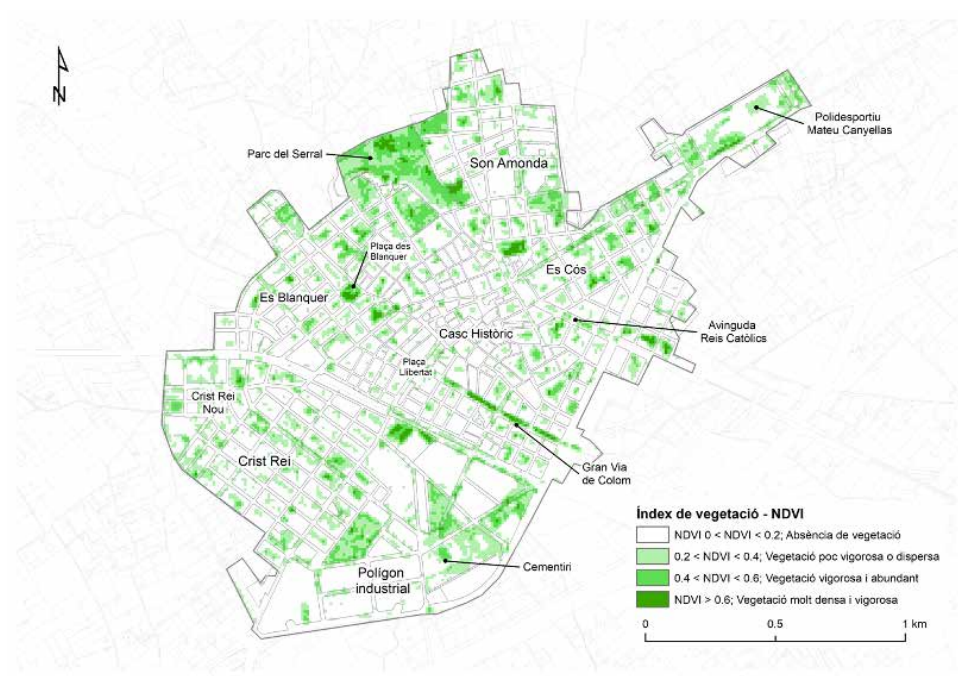 N
Parc del Serral
Son Amonda
Polidesportiu
Mateu Canyellas
Plaça des
Blanquer
Es Blanquer
Es Cós
Casc Històric
Avinguda
Reis Catòlics
Plaça
Llibertat
Crist Rei
Nou
Crist Rei
Gran Via
de Colom
Cementiri
Polígon
industrial
Índex de vegetació - NDVI
NDVI 0 < NDVI < 0.2; Absència de vegetació
0.2 < NDVI < 0.4; Vegetació poc vigorosa o dispersa
0.4 < NDVI < 0.6; Vegetació vigorosa i abundant
NDVI > 0.6; Vegetació molt densa i vigorosa
0 0.5 1 km